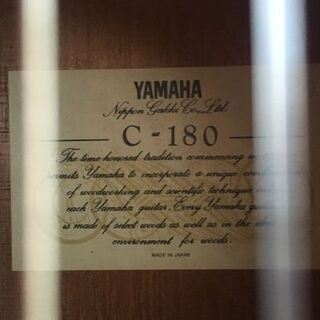 YAMAHA
Nippon Gakki Co., Ltd.
C-180
The time-honored tradition commencing
permits Yamaha to incorporate a unique
of woodworking and scientific technique
each Yamaha guitar. Every Yamaha
is made of select woods as well as in the
environment for woods.
MADE IN JAPAN